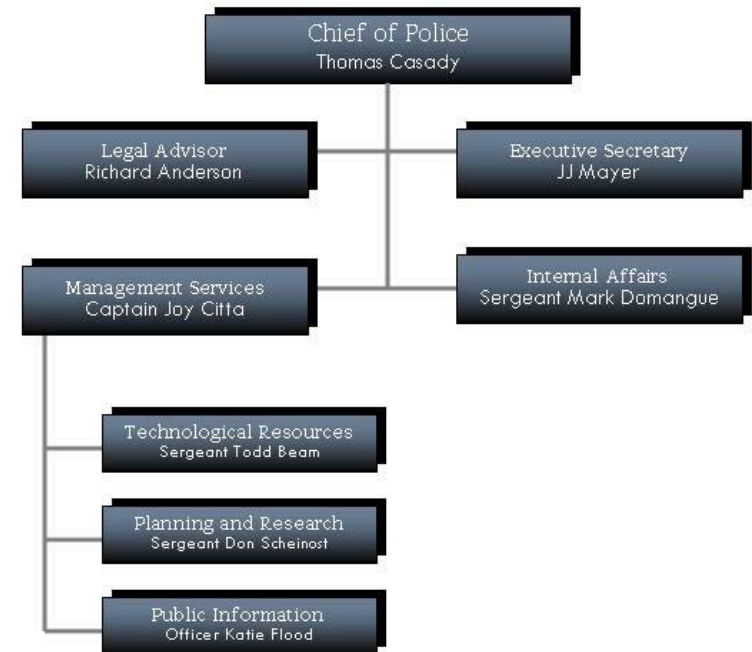 Chief of Police
Thomas Casady
Legal Advisor
Richard Anderson
Executive Secretary
JJ Mayer
Management Services
Captain Joy Citta
Internal Affairs
Sergeant Mark Domangue
Technological Resources
Sergeant Todd Beam
Planning and Research
Sergeant Don Scheinost
Public Information
Officer Katie Flood